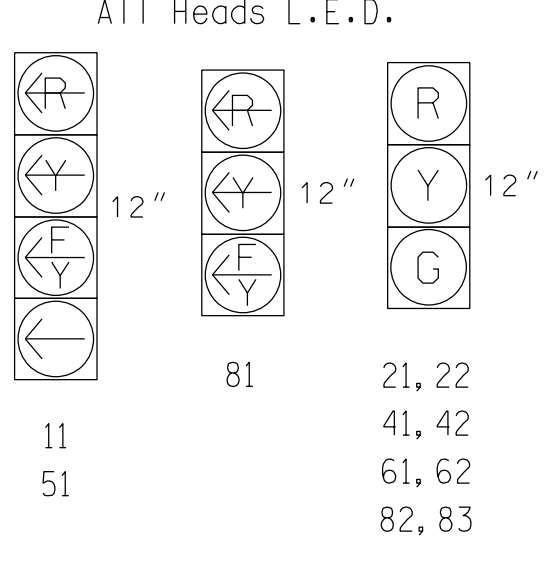 All Heads L.E.D.
R
Y
F
Y
12"
11
51
R
Y
F
Y
12"
81
R
Y
G
12"
21, 22
41, 42
61, 62
82, 83